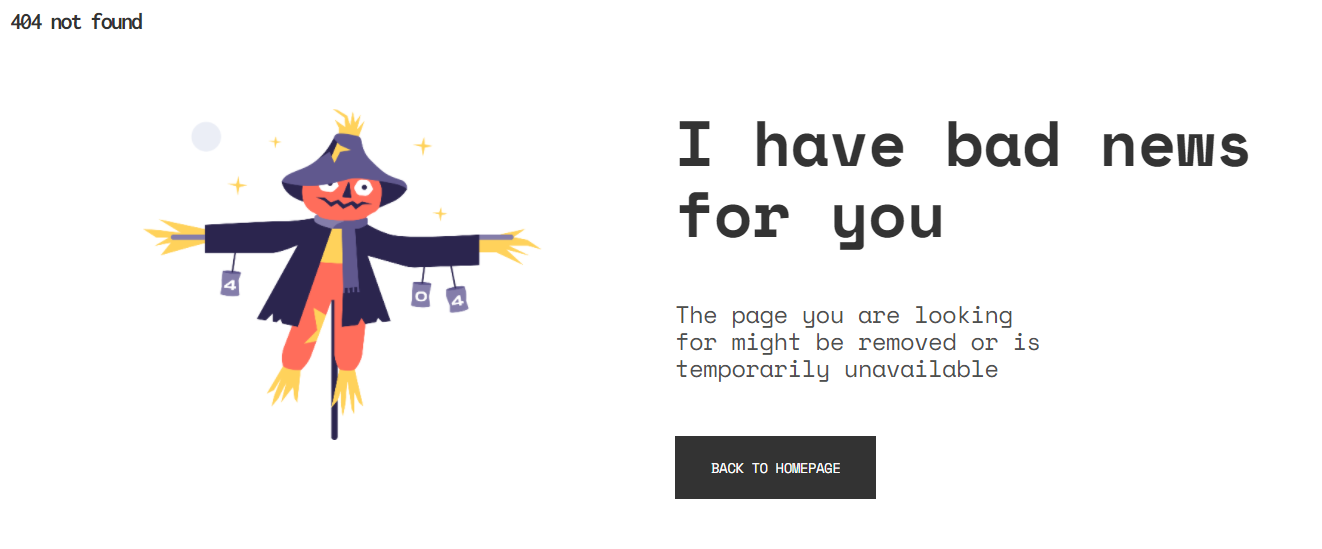 404 not found
4
0
4
I have bad news
for you
The page you are looking
for might be removed or is
temporarily unavailable
BACK TO HOMEPAGE